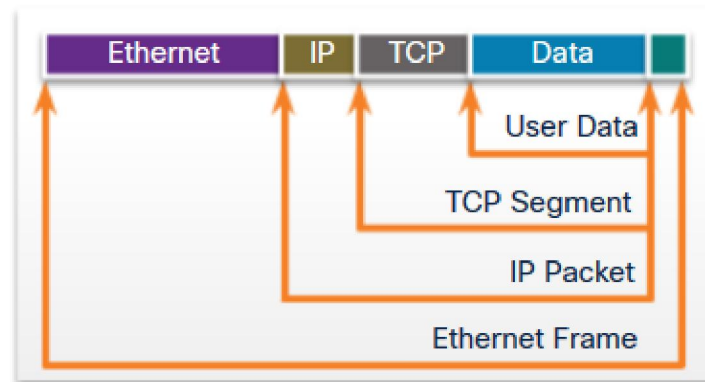 Ethernet IP TCP Data
User Data
TCP Segment
IP Packet
Ethernet Frame